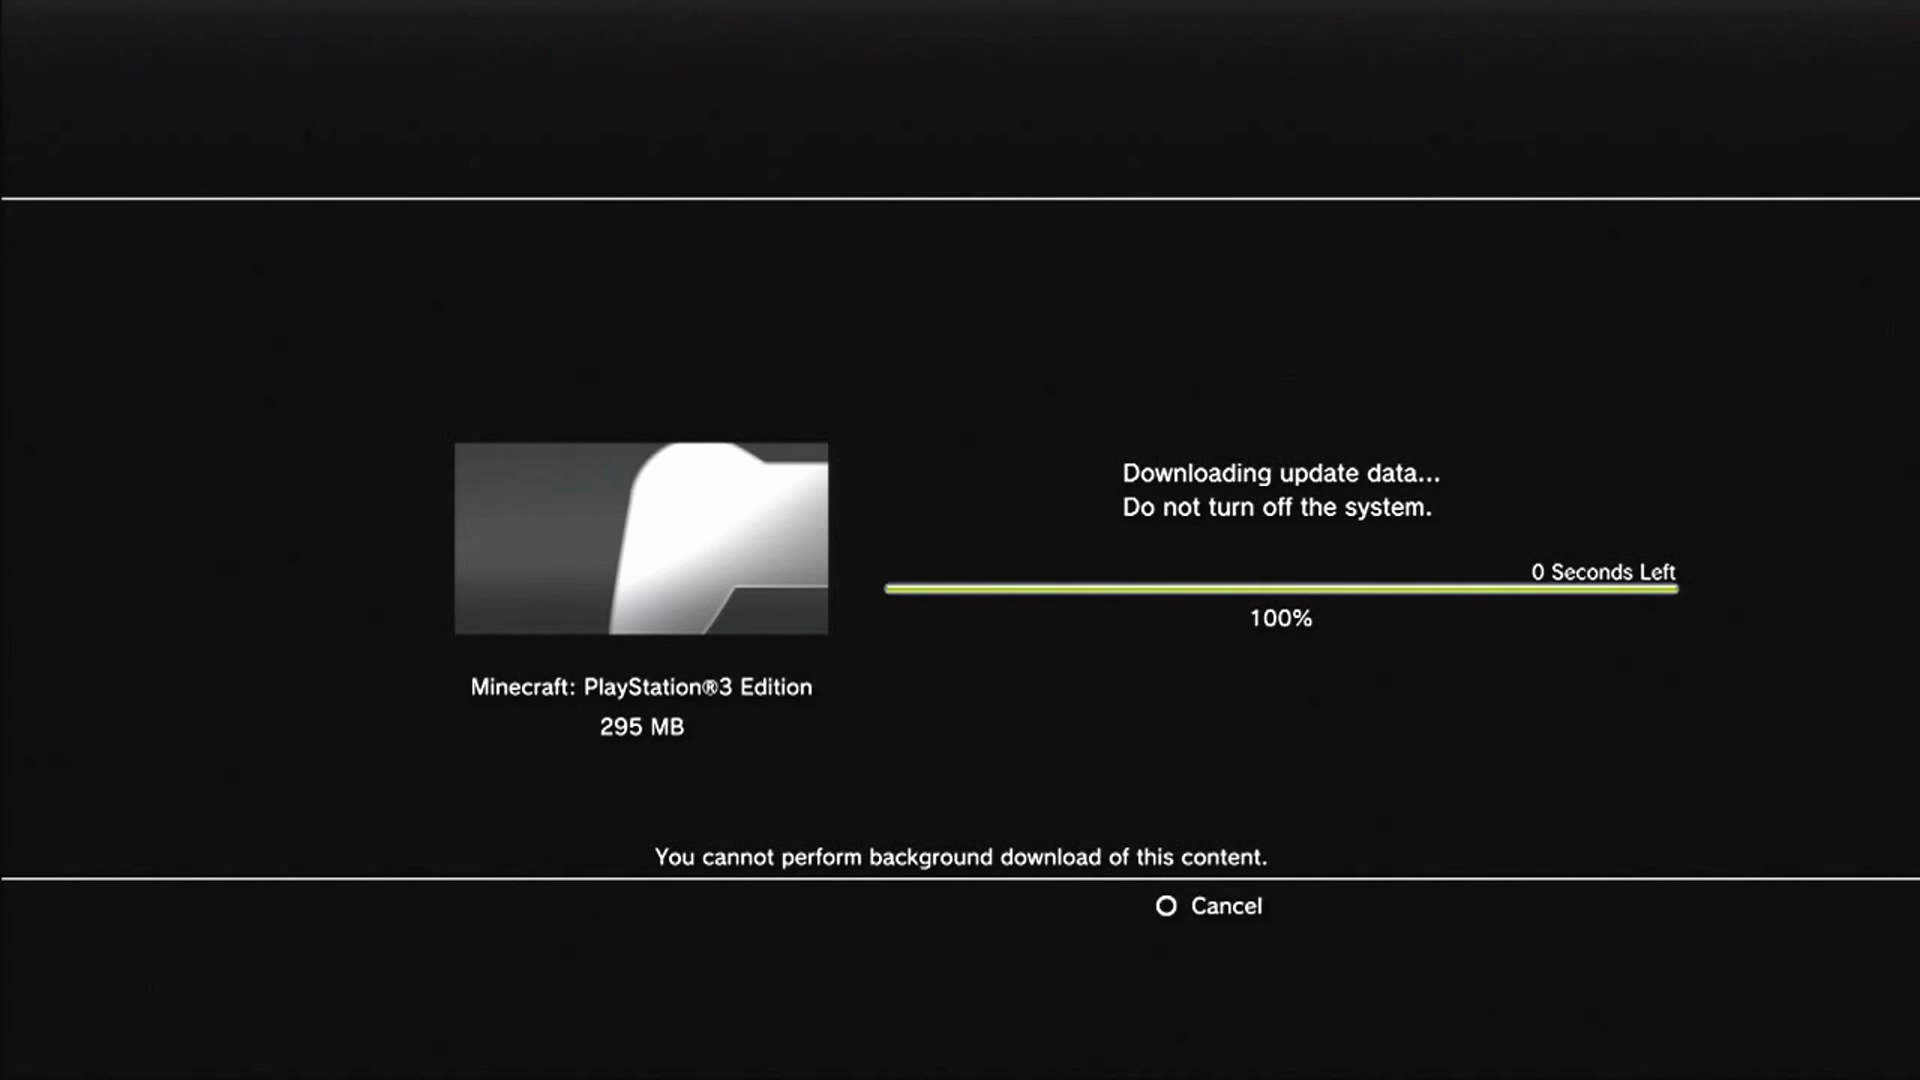 Downloading update data...
Do not turn off the system.
0 Seconds Left
100%
Minecraft: PlayStation®3 Edition
295 MB
You cannot perform background download of this content.
Cancel